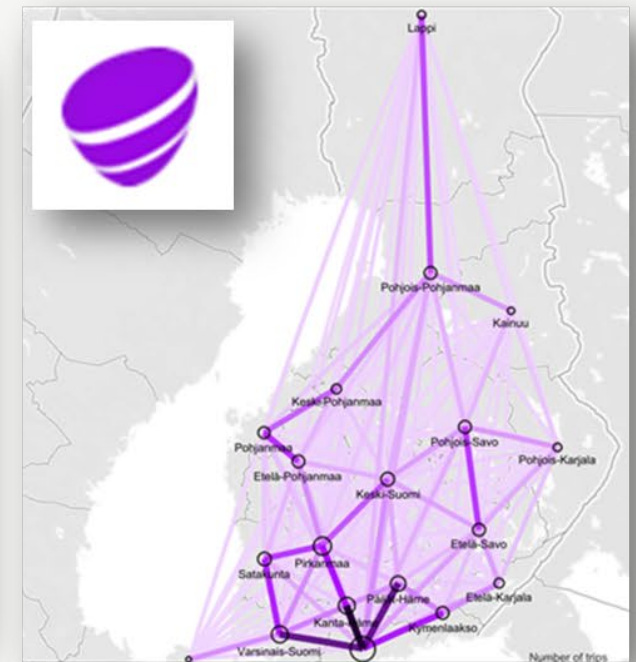 Lappi
Pohjois-Pohjanmaa
Kainuu
Keski-Pohjanmaa
Pohjanmaa
Pohjois-Savo
Etelä-Pohjanmaa
Pohjois-Karjala
Keski-Suomi
Etelä-Savo
Pirkanmaa
Satakunta
Päijät-Häme
Etelä-Karjala
Kanta-Häme
Kymenlaakso
Varsinais-Suomi
Number of trips